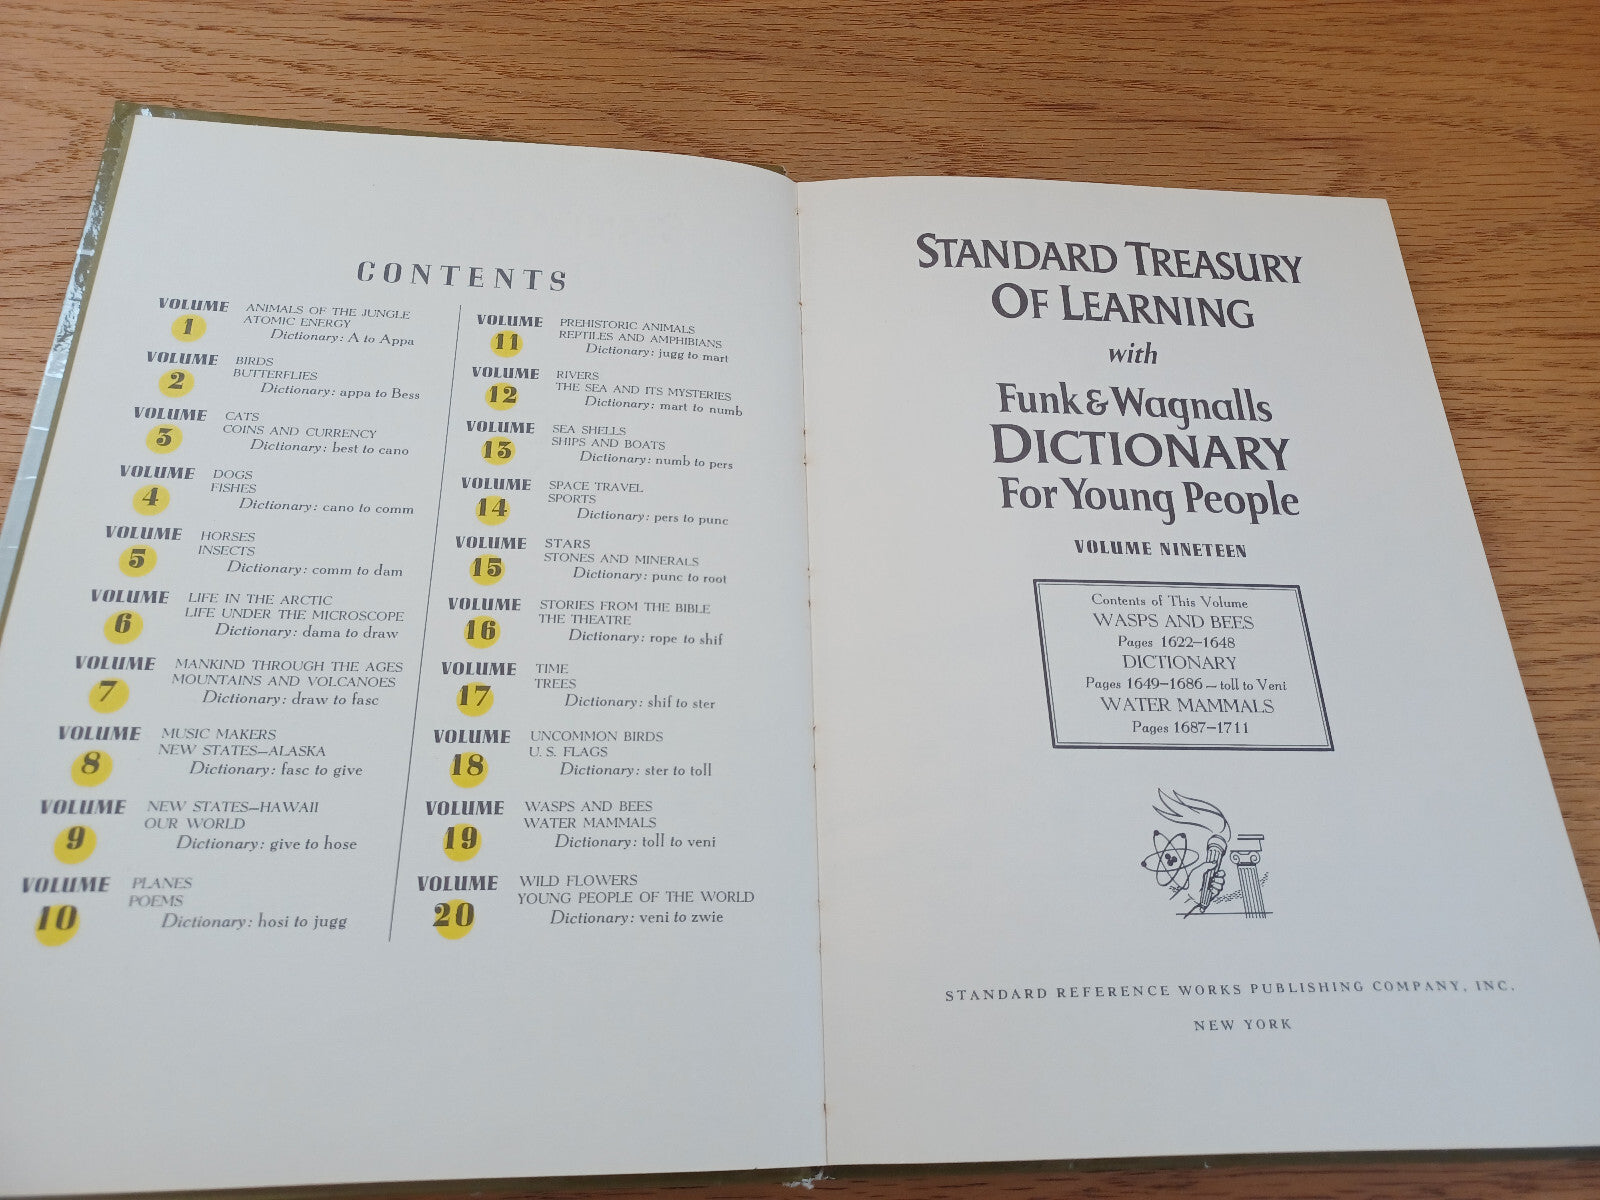 CONTENTS
VOLUME 1
ANIMALS OF THE JUNGLE
ATOMIC ENERGY
Dictionary: A to Appa
VOLUME 2
BIRDS
BUTTERFLIES
Dictionary: appa to Bess
VOLUME 3
CATS
COINS AND CURRENCY
Dictionary: best to cano
VOLUME 4
DOGS
FISHES
Dictionary: cano to comm
VOLUME 5
HORSES
INSECTS
Dictionary: comm to dam
VOLUME 6
LIFE IN THE ARCTIC
LIFE UNDER THE MICROSCOPE
Dictionary: dama to draw
VOLUME 7
MANKIND THROUGH THE AGES
MOUNTAINS AND VOLCANOES
Dictionary: draw to fasc
VOLUME 8
MUSIC MAKERS
NEW STATES—ALASKA
Dictionary: fasc to give
VOLUME 9
NEW STATES—HAWAII
OUR WORLD
Dictionary: give to hose
VOLUME 10
PLANES
POEMS
Dictionary: hosi to jugg
VOLUME 11
PREHISTORIC ANIMALS
REPTILES AND AMPHIBIANS
Dictionary: jugg to mart
VOLUME 12
RIVERS
THE SEA AND ITS MYSTERIES
Dictionary: mart to numb
VOLUME 13
SEA SHELLS
SHIPS AND BOATS
Dictionary: numb to pers
VOLUME 14
SPACE TRAVEL
SPORTS
Dictionary: pers to punc
VOLUME 15
STARS
STONES AND MINERALS
Dictionary: punc to root
VOLUME 16
STORIES FROM THE BIBLE
THE THEATRE
Dictionary: rope to shif
VOLUME 17
TIME
TREES
Dictionary: shif to ster
VOLUME 18
UNCOMMON BIRDS
U. S. FLAGS
Dictionary: ster to toll
VOLUME 19
WASPS AND BEES
WATER MAMMALS
Dictionary: toll to veni
VOLUME 20
WILD FLOWERS
YOUNG PEOPLE OF THE WORLD
Dictionary: veni to zwie
STANDARD TREASURY
OF LEARNING
with
Funk & Wagnalls
DICTIONARY
For Young People
VOLUME NINETEEN
Contents of This Volume
WASPS AND BEES
Pages 1622–1648
DICTIONARY
Pages 1649–1686 — toll to Veni
WATER MAMMALS
Pages 1687–1711
STANDARD REFERENCE WORKS PUBLISHING COMPANY, INC.
NEW YORK